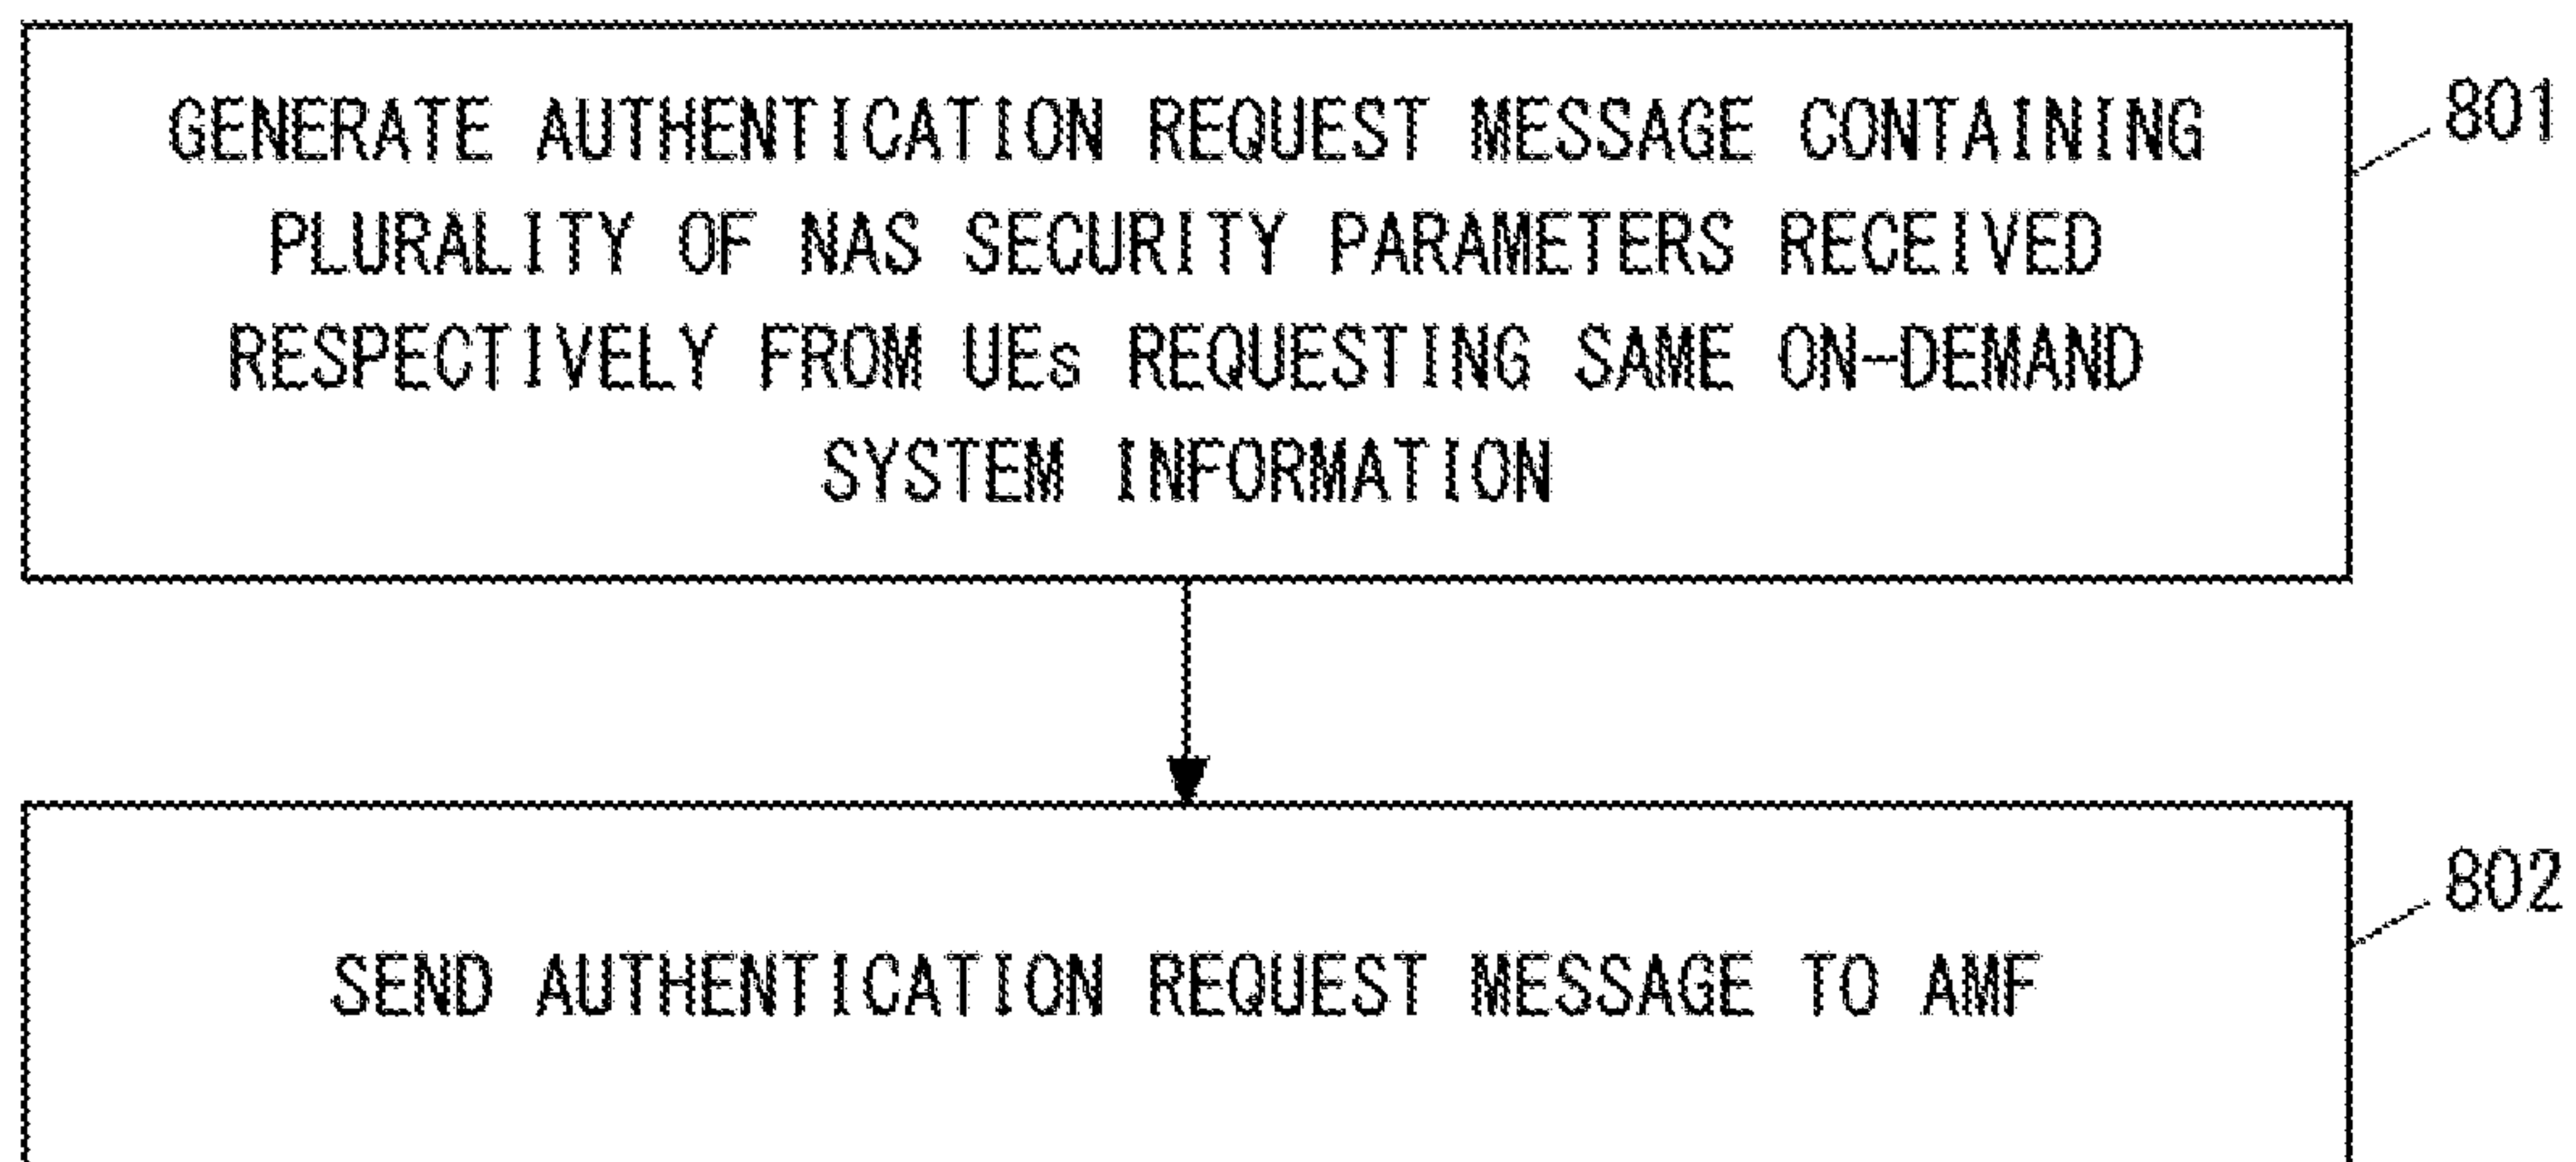 GENERATE AUTHENTICATION REQUEST MESSAGE CONTAINING
PLURALITY OF NAS SECURITY PARAMETERS RECEIVED
RESPECTIVELY FROM UEs REQUESTING SAME ON-DEMAND
SYSTEM INFORMATION
801
SEND AUTHENTICATION REQUEST MESSAGE TO AMF
802